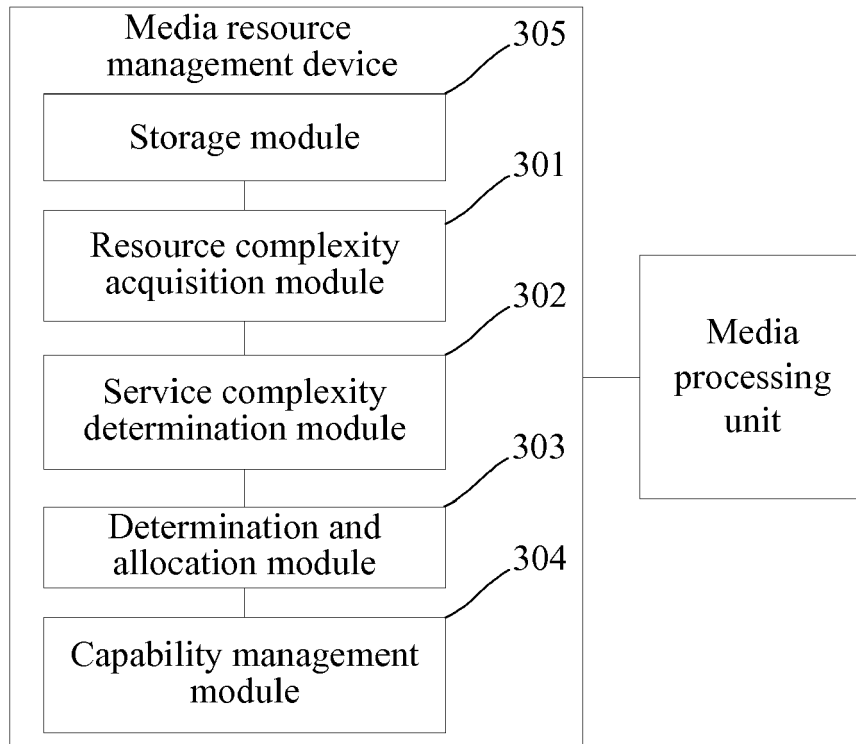 Media resource
management device
305
Storage module
301
Resource complexity
acquisition module
302
Service complexity
determination module
303
Determination and
allocation module
304
Capability management
module
Media
processing
unit